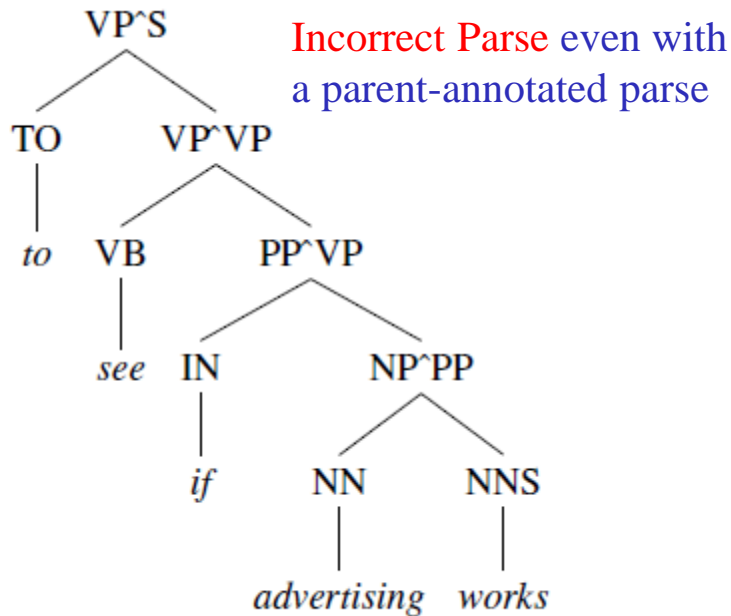 VP^S
Incorrect Parse even with
a parent-annotated parse
TO VP^VP
to VB PP^VP
see IN NP^PP
if NN NNS
advertising works